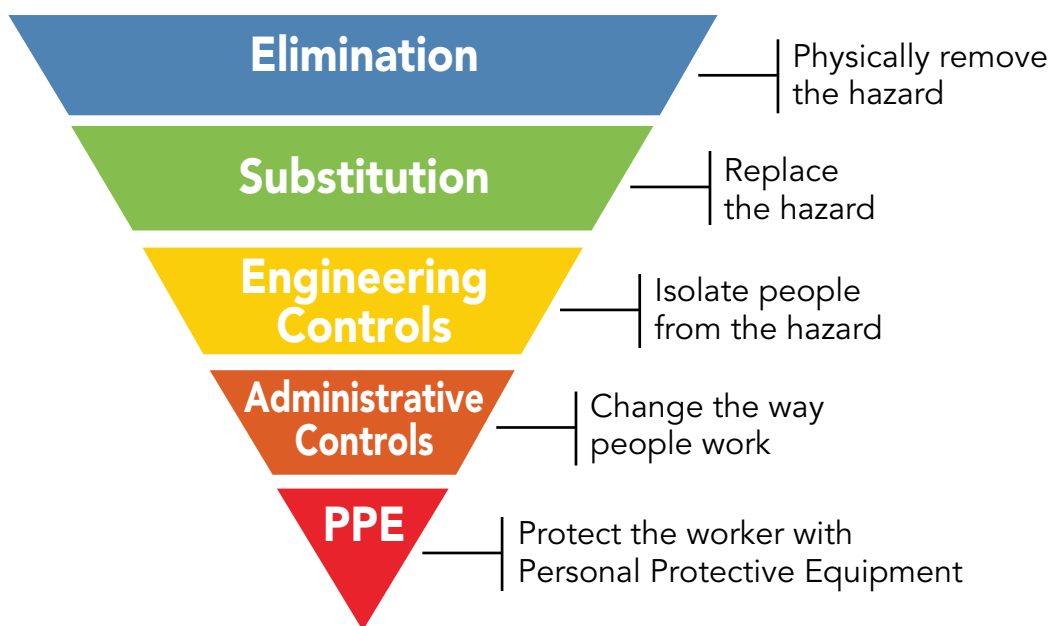 Elimination
Physically remove
the hazard
Substitution
Replace
the hazard
Engineering
Controls
Isolate people
from the hazard
Administrative
Controls
Change the way
people work
PPE
Protect the worker with
Personal Protective Equipment